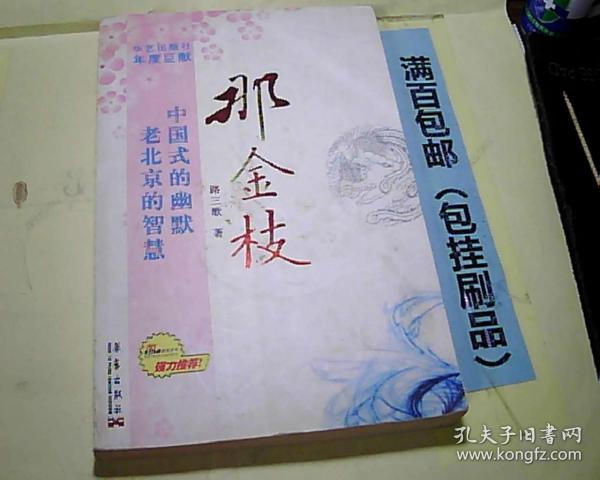 华艺出版社
年度巨献
中国式的幽默
老北京的智慧
那金枝
路三歌 著
强力推荐!
满百包邮(包挂刷品)
孔夫子旧书网
www.kongfz.com